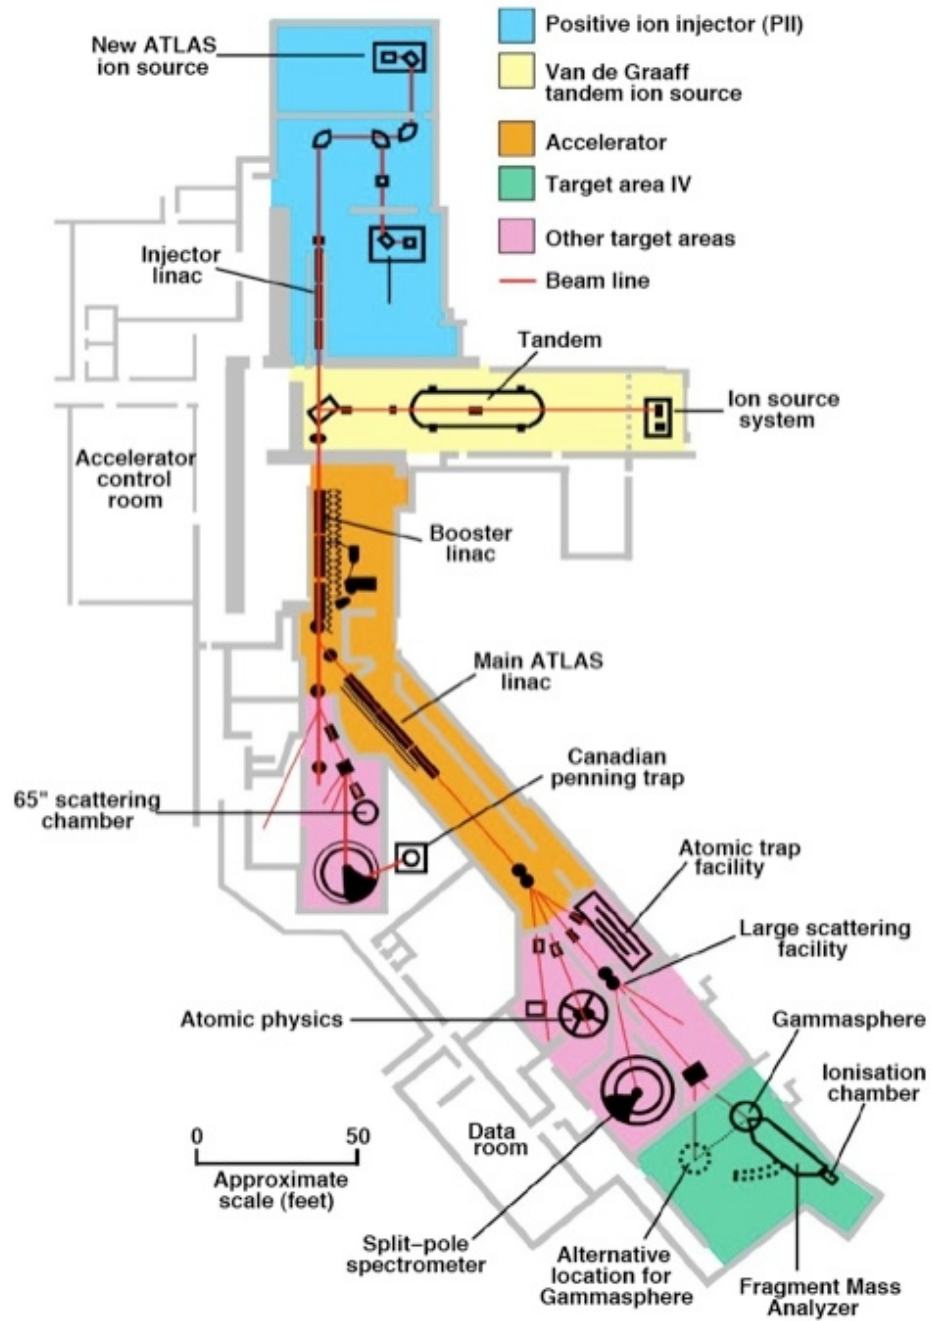 New ATLAS
ion source
Positive ion injector (PII)
Van de Graaff
tandem ion source
Accelerator
Target area IV
Other target areas
Beam line
Injector
linac
Tandem
Ion source
system
Accelerator
control
room
Booster
linac
Main ATLAS
linac
Canadian
penning trap
65" scattering
chamber
Atomic trap
facility
Large scattering
facility
Atomic physics
Gammasphere
Ionisation
chamber
0 50
Approximate
scale (feet)
Data
room
Split–pole
spectrometer
Alternative
location for
Gammasphere
Fragment Mass
Analyzer